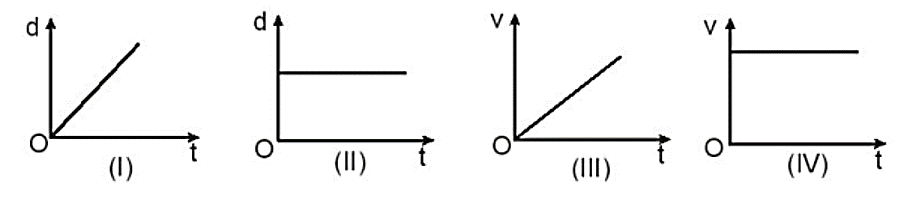 d O t (I)
d O t (II)
v O t (III)
v O t (IV)